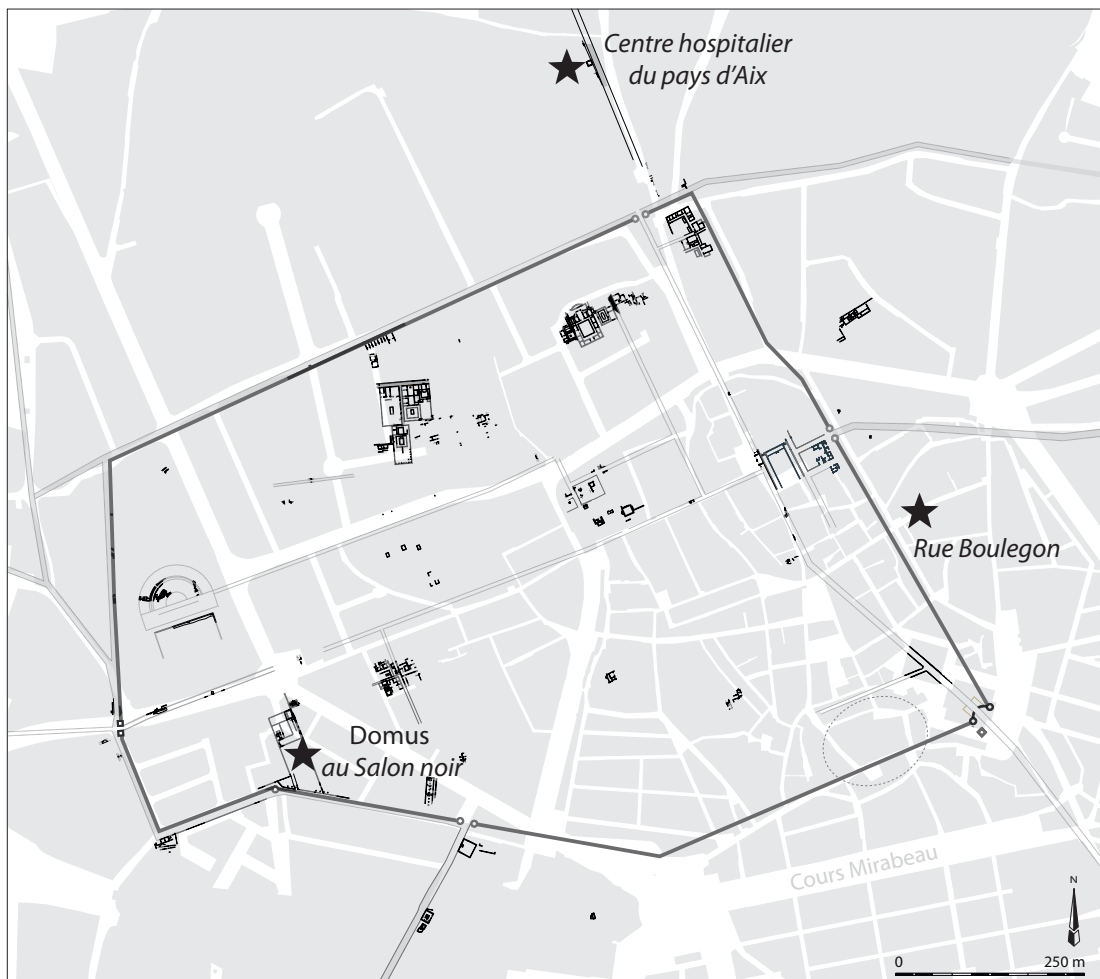 Centre hospitalier
du pays d'Aix
Rue Boulegon
Domus
au Salon noir
Cours Mirabeau
N
0 250 m